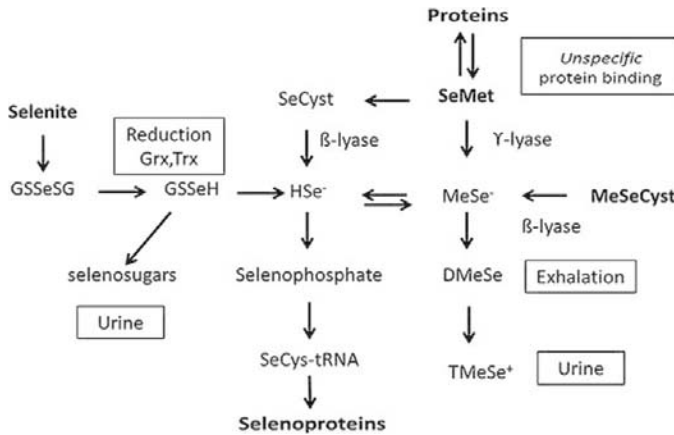 Proteins
Unspecific
protein binding
SeCyst
SeMet
Selenite
Reduction
Grx,Trx
ß-lyase
ϒ-lyase
GSSeSG
GSSeH
HSe⁻
MeSe⁻
MeSeCyst
ß-lyase
selenosugars
Selenophosphate
DMeSe
Exhalation
Urine
SeCys-tRNA
TMeSe⁺
Urine
Selenoproteins